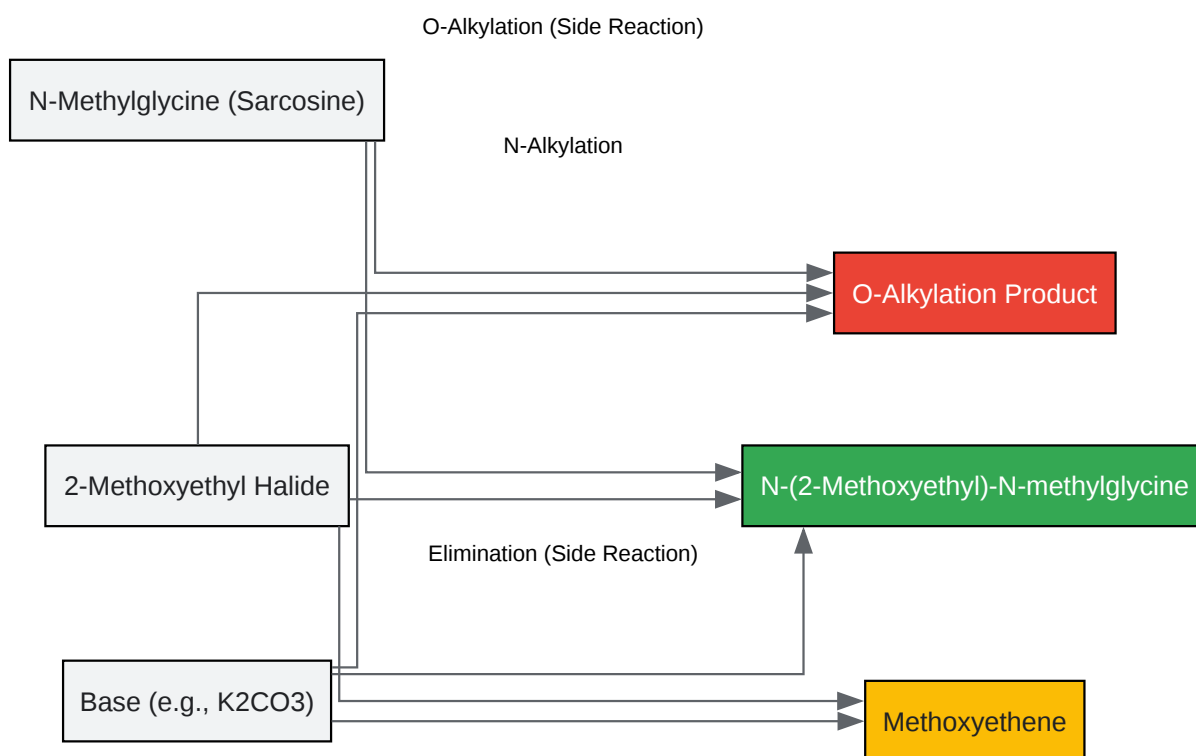 O-Alkylation (Side Reaction)
N-Methylglycine (Sarcosine)
N-Alkylation
O-Alkylation Product
2-Methoxyethyl Halide
N-(2-Methoxyethyl)-N-methylglycine
Elimination (Side Reaction)
Base (e.g., K2CO3)
Methoxyethene